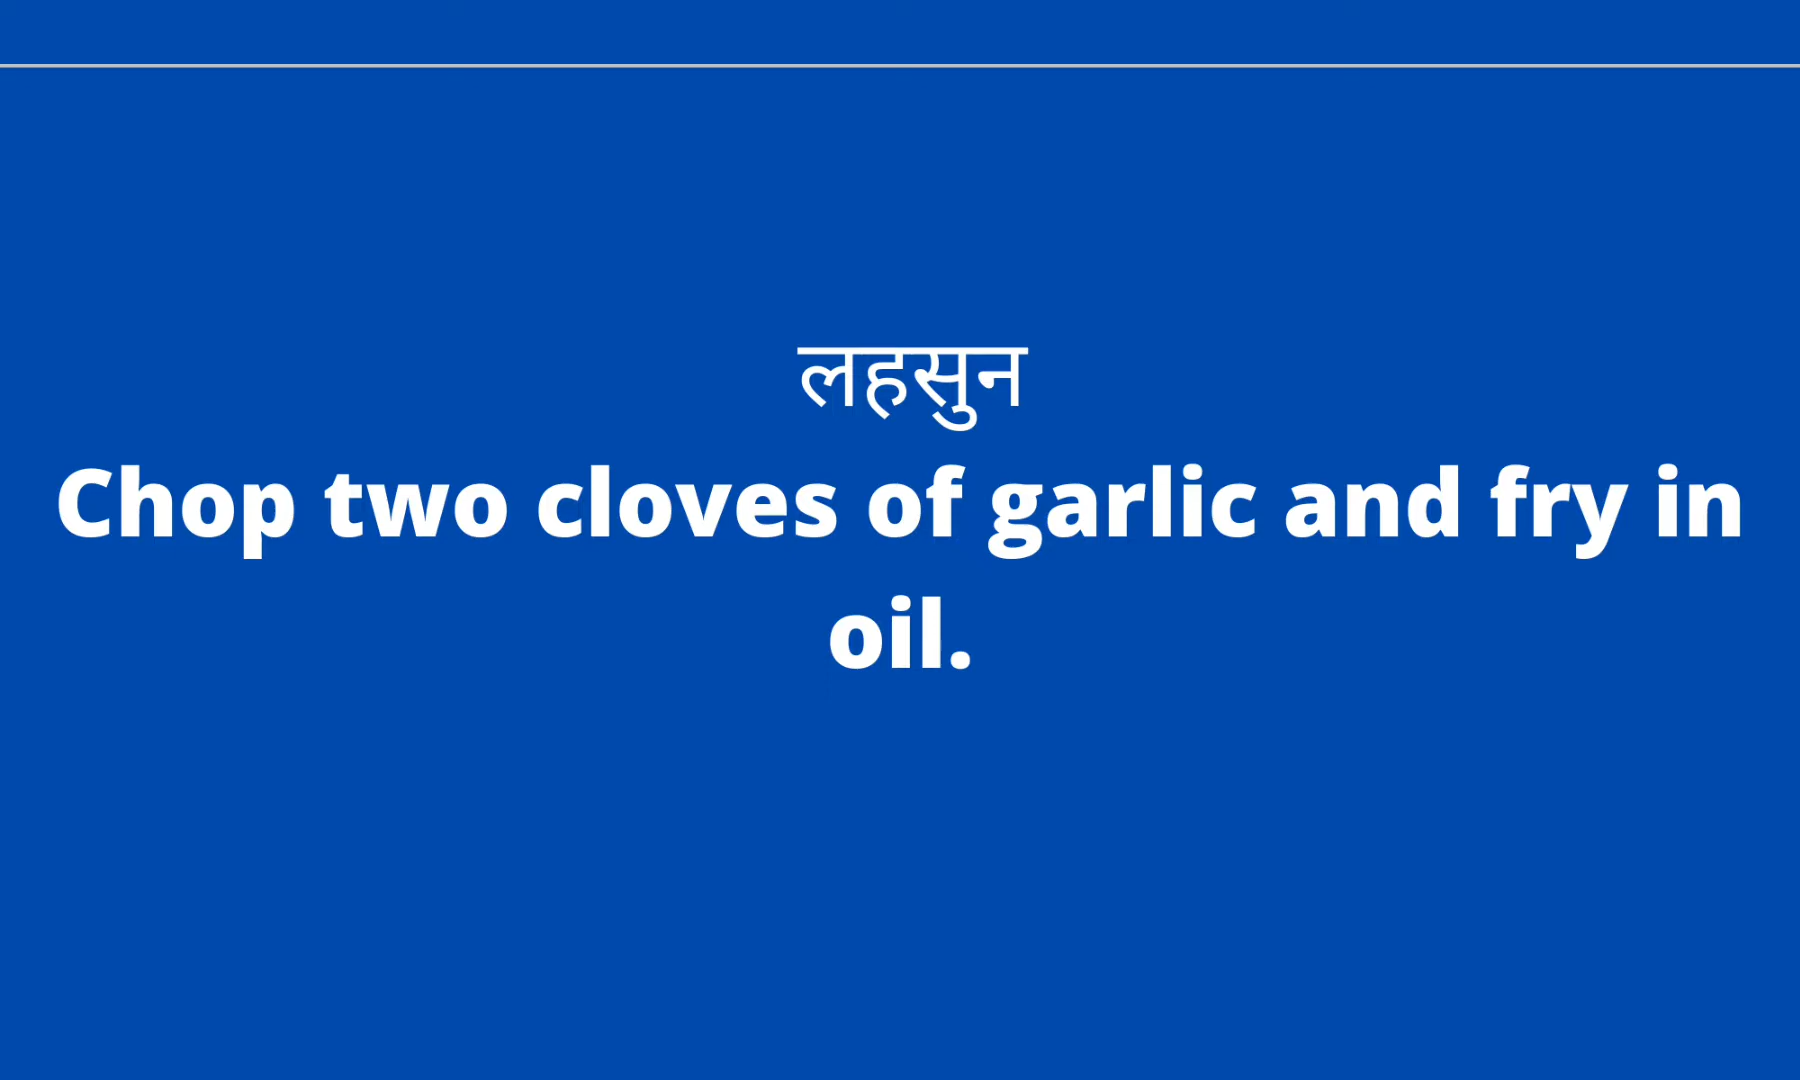 लहसुन
Chop two cloves of garlic and fry in
oil.